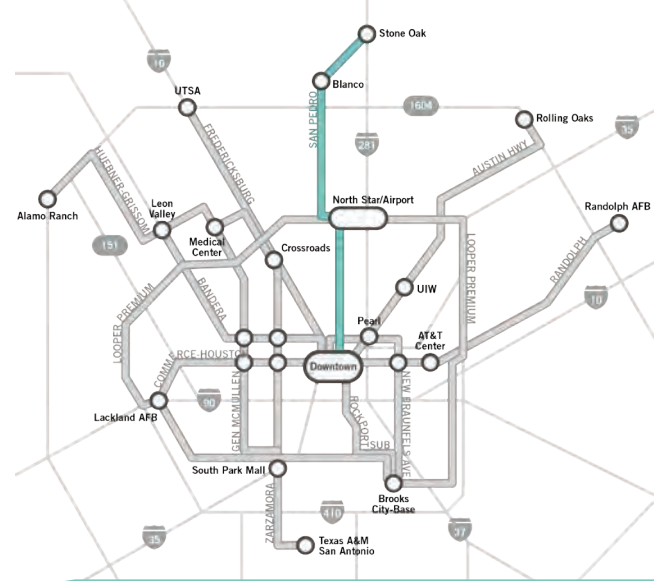 Stone Oak
10
Blanco
UTSA
1604
SAN PEDRO
Rolling Oaks
FREDERICKSBURG
35
281
AUSTIN HWY
HUEBNER-GRISSOM
Leon
Valley
North Star/Airport
Randolph AFB
Alamo Ranch
151
Medical
Center
Crossroads
LOOPER PREMIUM
RANDOLPH
UIW
10
BANDERA
LOOPER PREMIUM
Pearl
AT&T
Center
COMMERCE-HOUSTON
Downtown
GEN MCMULLEN
ROCKPORT
NEW BRAUNFELS AVE
Lackland AFB
90
SUB
South Park Mall
Brooks
City-Base
ZARZAMORA
410
37
35
Texas A&M
San Antonio